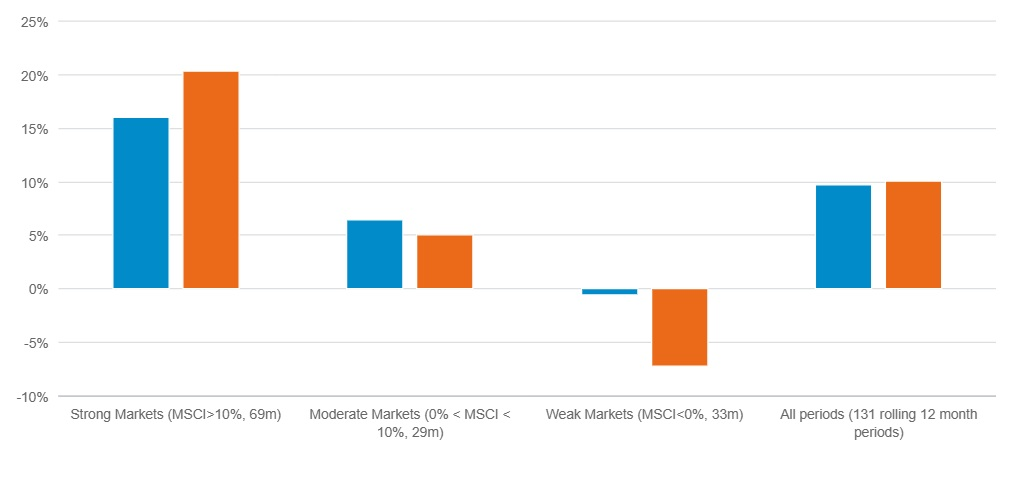 25%
20%
15%
10%
5%
0%
-5%
-10%
Strong Markets (MSCI>10%, 69m)
Moderate Markets (0% < MSCI <
10%, 29m)
Weak Markets (MSCI<0%, 33m)
All periods (131 rolling 12 month
periods)